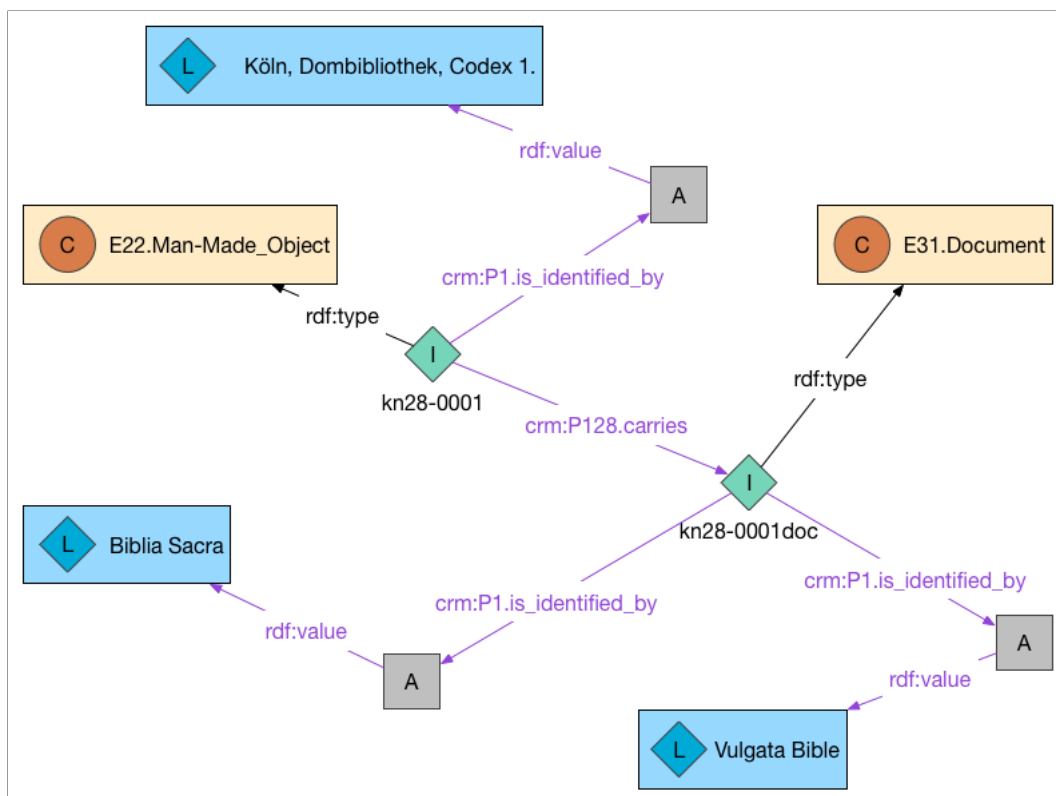 L Köln, Dombibliothek, Codex 1.
rdf:value
A
C E22.Man-Made_Object
C E31.Document
crm:P1.is_identified_by
rdf:type
I
kn28-0001
rdf:type
crm:P128.carries
I
kn28-0001doc
L Biblia Sacra
crm:P1.is_identified_by
crm:P1.is_identified_by
rdf:value
A
A
rdf:value
L Vulgata Bible